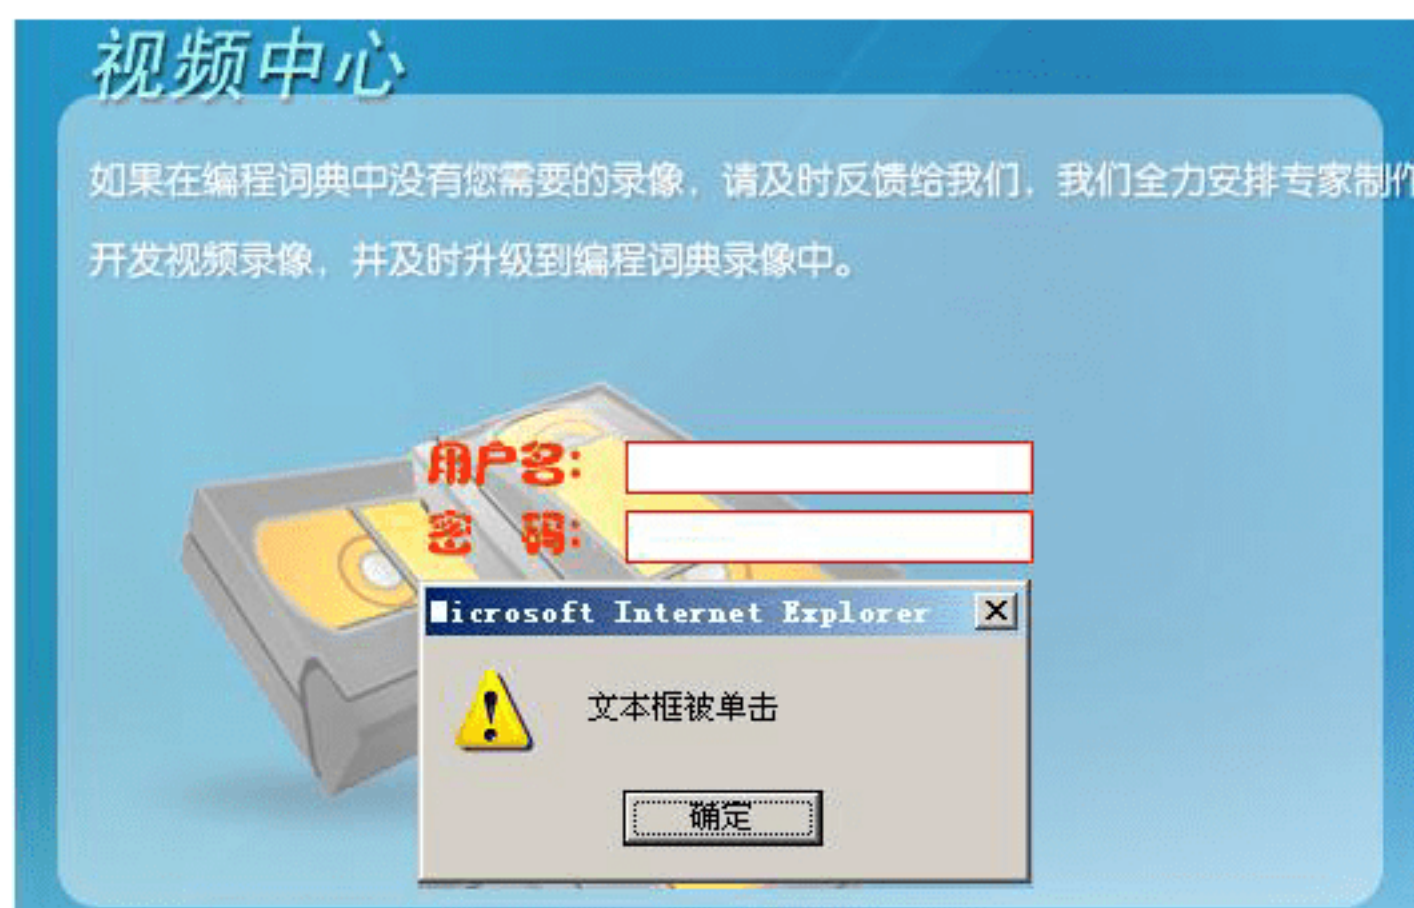 视频中心
如果在编程词典中没有您需要的录像，请及时反馈给我们，我们全力安排专家制作
开发视频录像，并及时升级到编程词典录像中。
用户名：
密 码：
Microsoft Internet Explorer
文本框被单击
确定